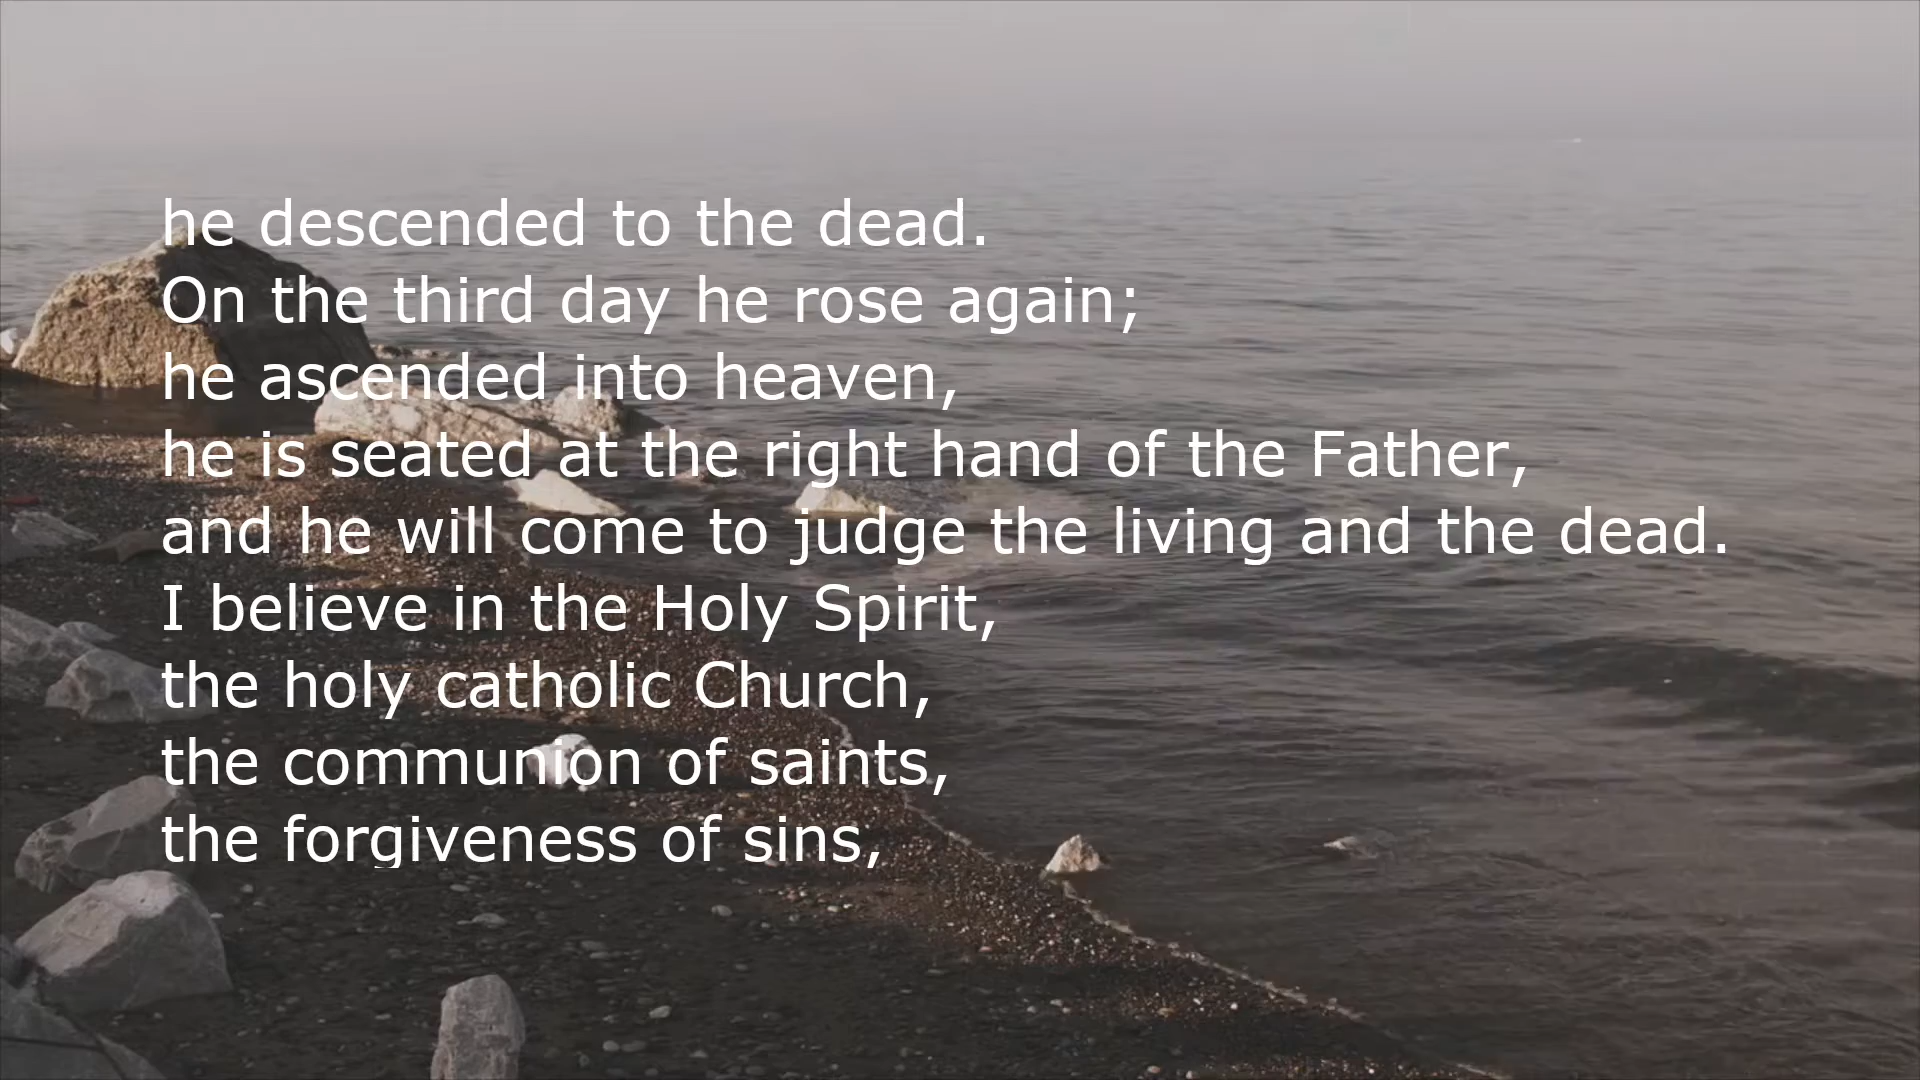 he descended to the dead.
On the third day he rose again;
he ascended into heaven,
he is seated at the right hand of the Father,
and he will come to judge the living and the dead.
I believe in the Holy Spirit,
the holy catholic Church,
the communion of saints,
the forgiveness of sins,